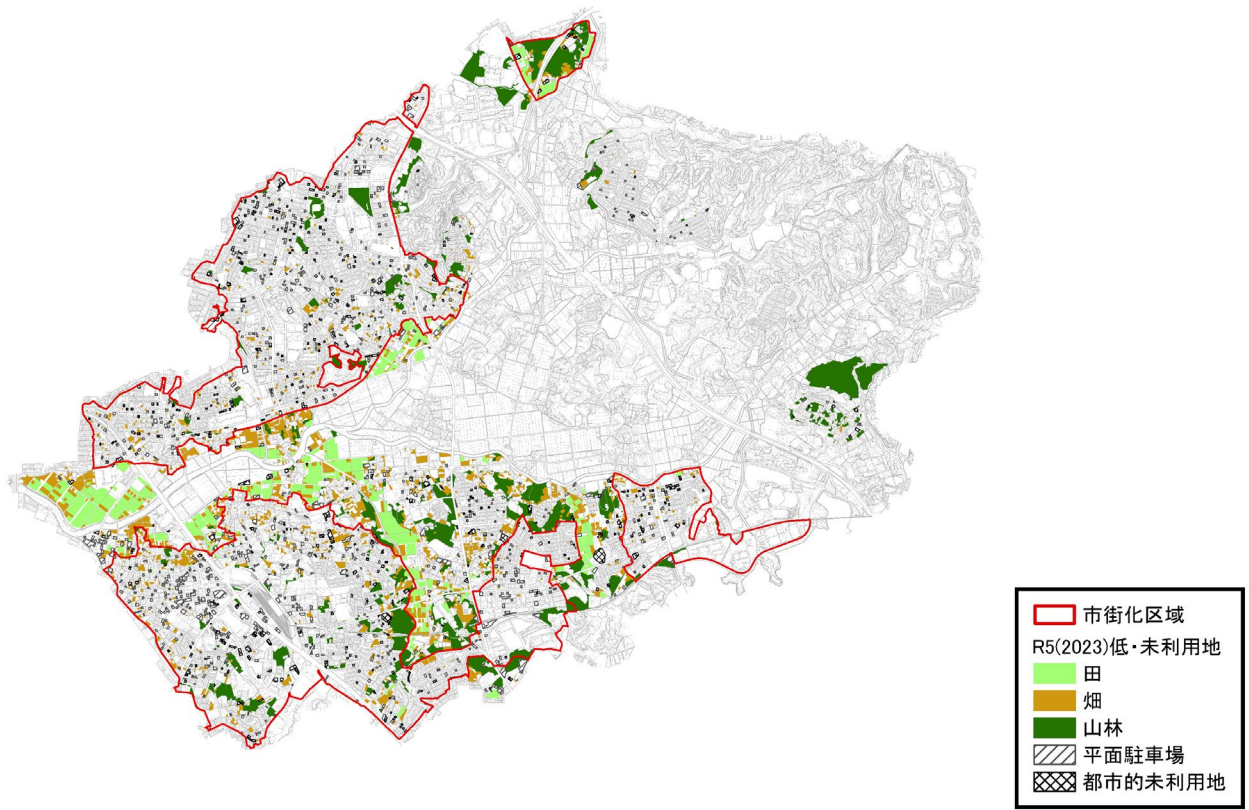 市街化区域
R5(2023)低・未利用地
田
畑
山林
平面駐車場
都市的未利用地